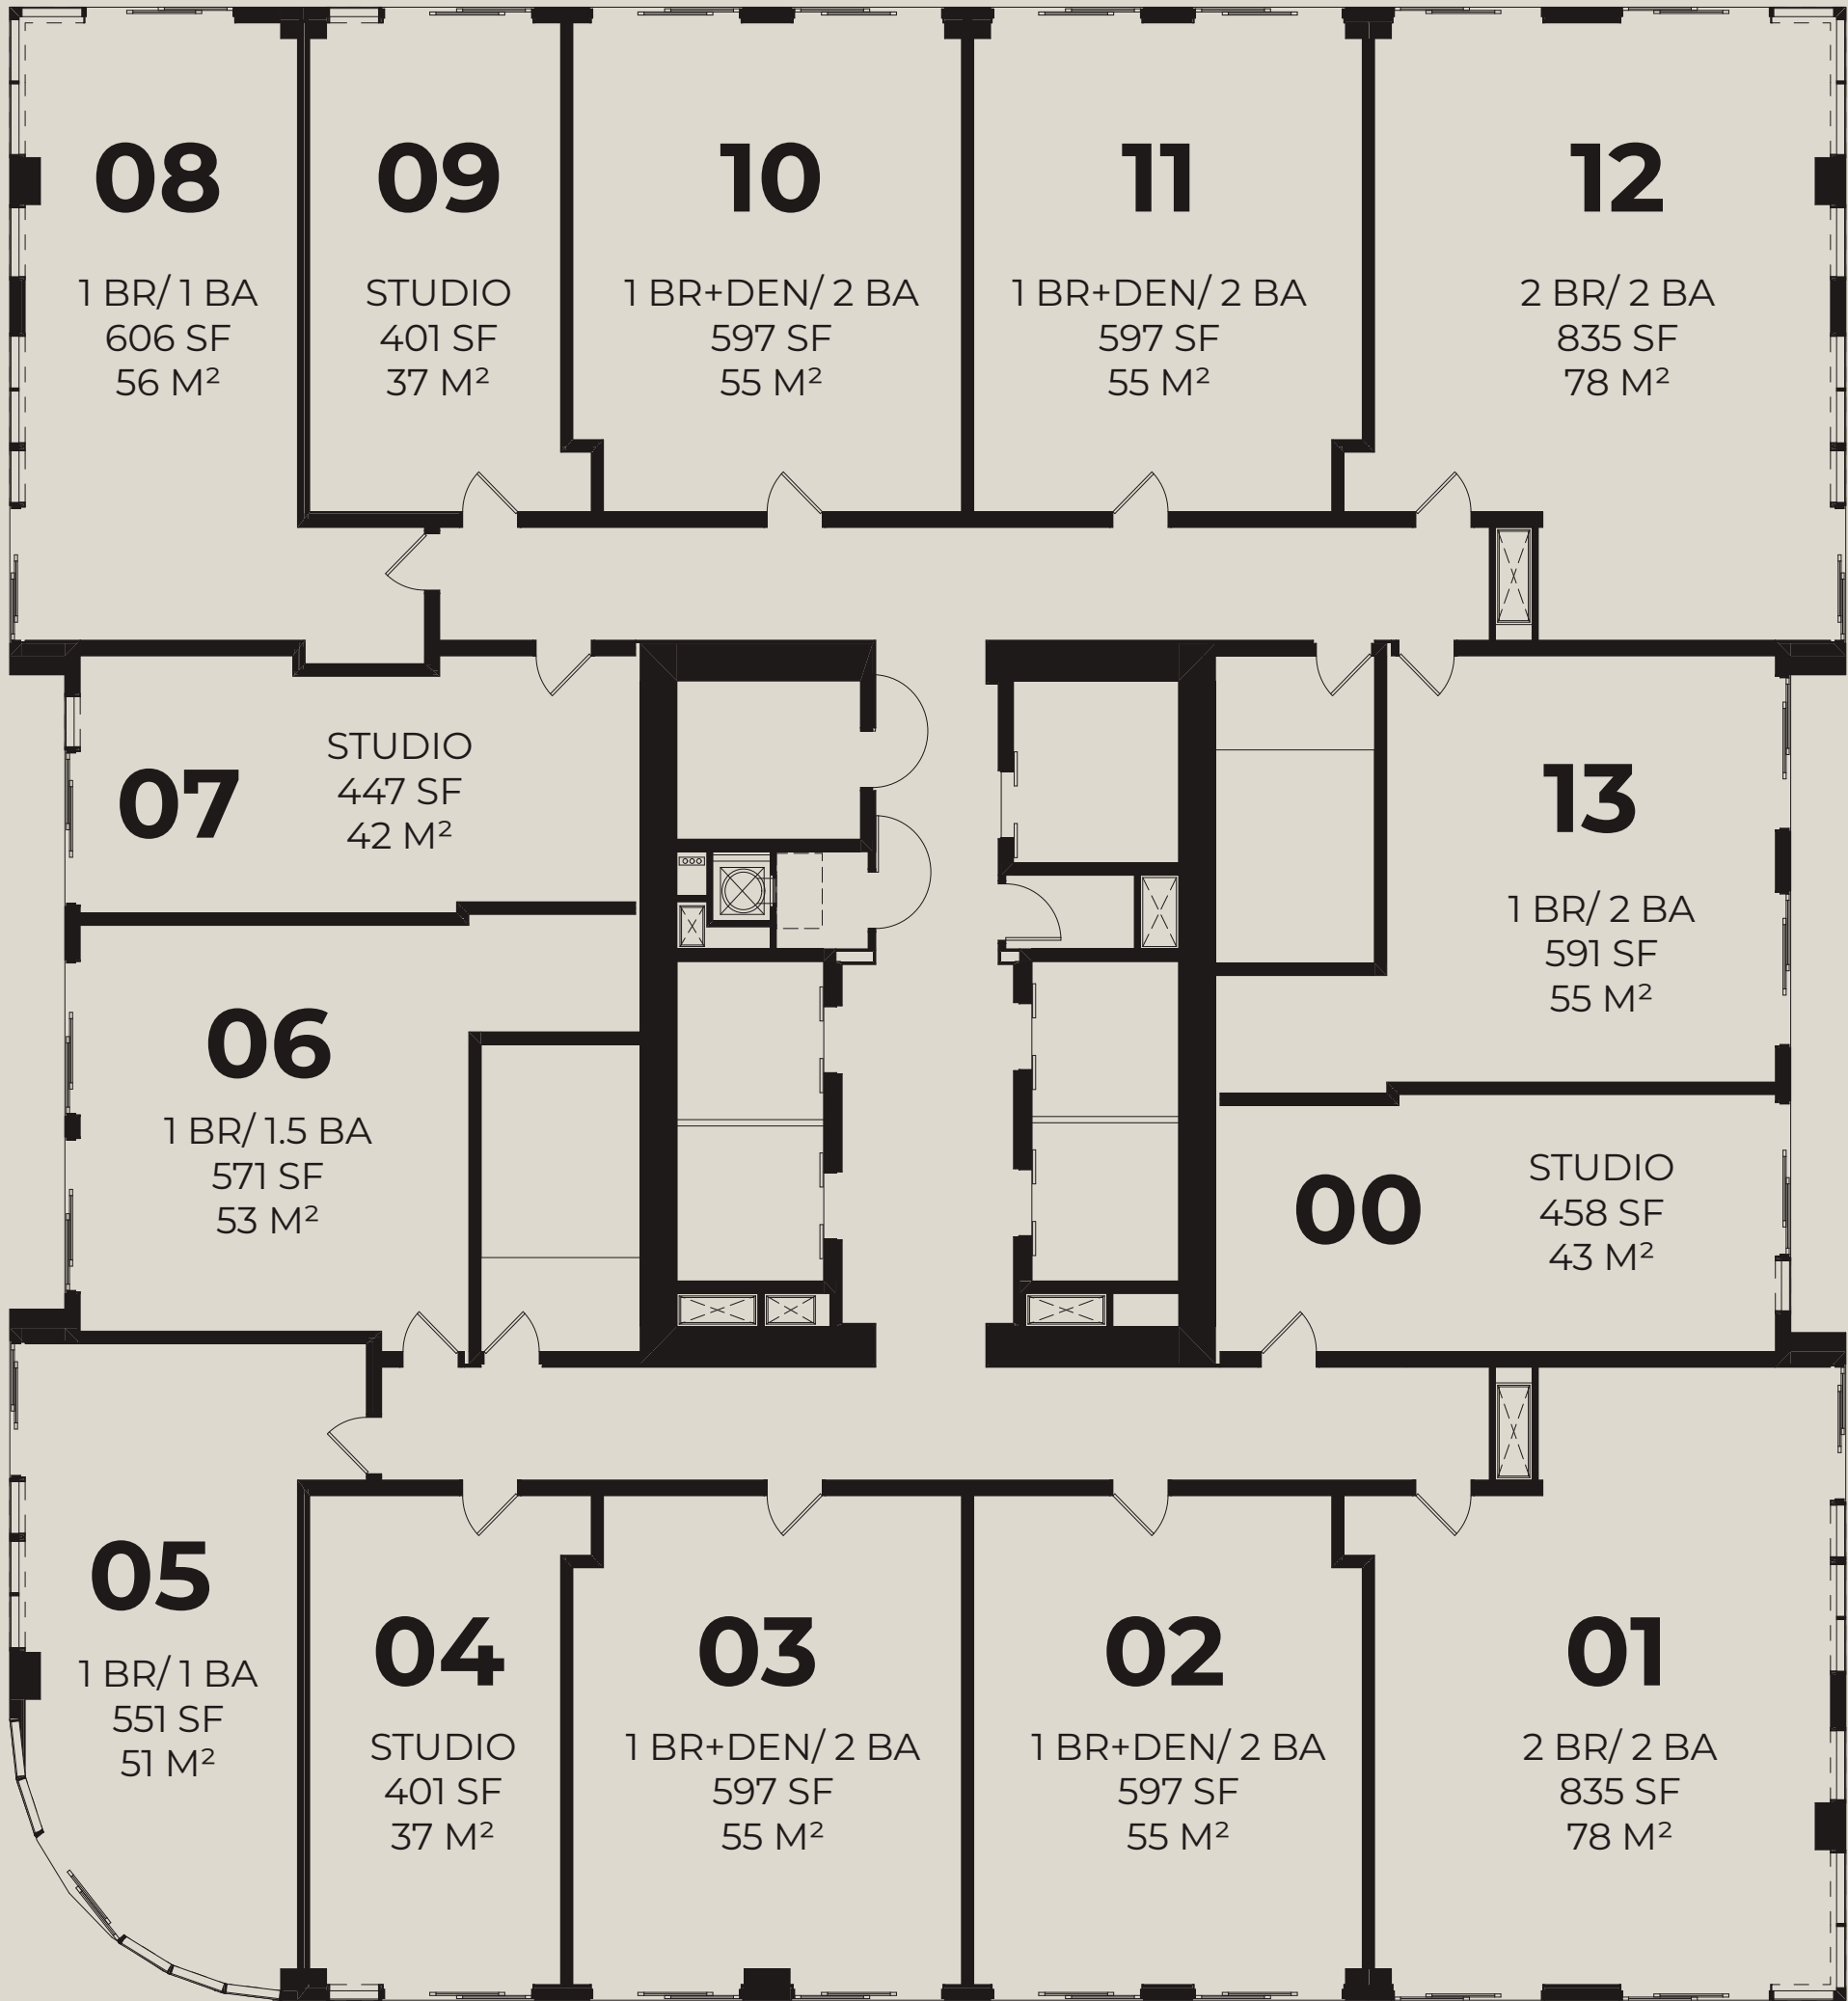 08
1 BR/ 1 BA
606 SF
56 M²
09
STUDIO
401 SF
37 M²
10
1 BR+DEN/ 2 BA
597 SF
55 M²
11
1 BR+DEN/ 2 BA
597 SF
55 M²
12
2 BR/ 2 BA
835 SF
78 M²
07
STUDIO
447 SF
42 M²
13
1 BR/ 2 BA
591 SF
55 M²
06
1 BR/ 1.5 BA
571 SF
53 M²
00
STUDIO
458 SF
43 M²
05
1 BR/ 1 BA
551 SF
51 M²
04
STUDIO
401 SF
37 M²
03
1 BR+DEN/ 2 BA
597 SF
55 M²
02
1 BR+DEN/ 2 BA
597 SF
55 M²
01
2 BR/ 2 BA
835 SF
78 M²